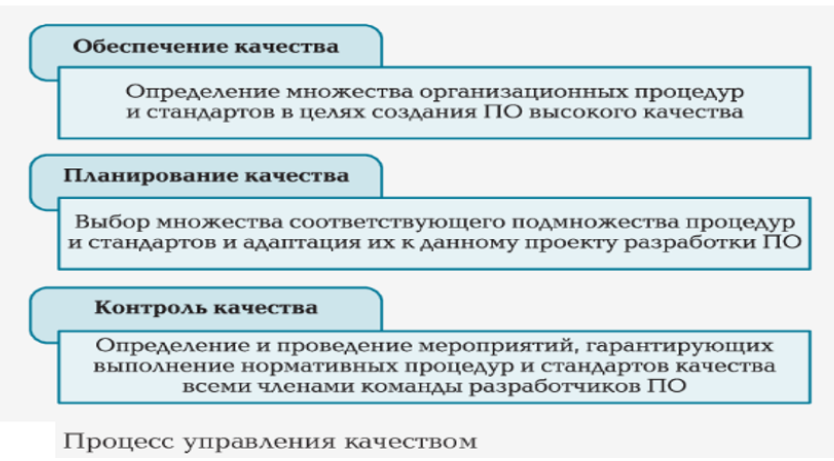 Обеспечение качества
Определение множества организационных процедур
и стандартов в целях создания ПО высокого качества
Планирование качества
Выбор множества соответствующего подмножества процедур
и стандартов и адаптация их к данному проекту разработки ПО
Контроль качества
Определение и проведение мероприятий, гарантирующих
выполнение нормативных процедур и стандартов качества
всеми членами команды разработчиков ПО
Процесс управления качеством